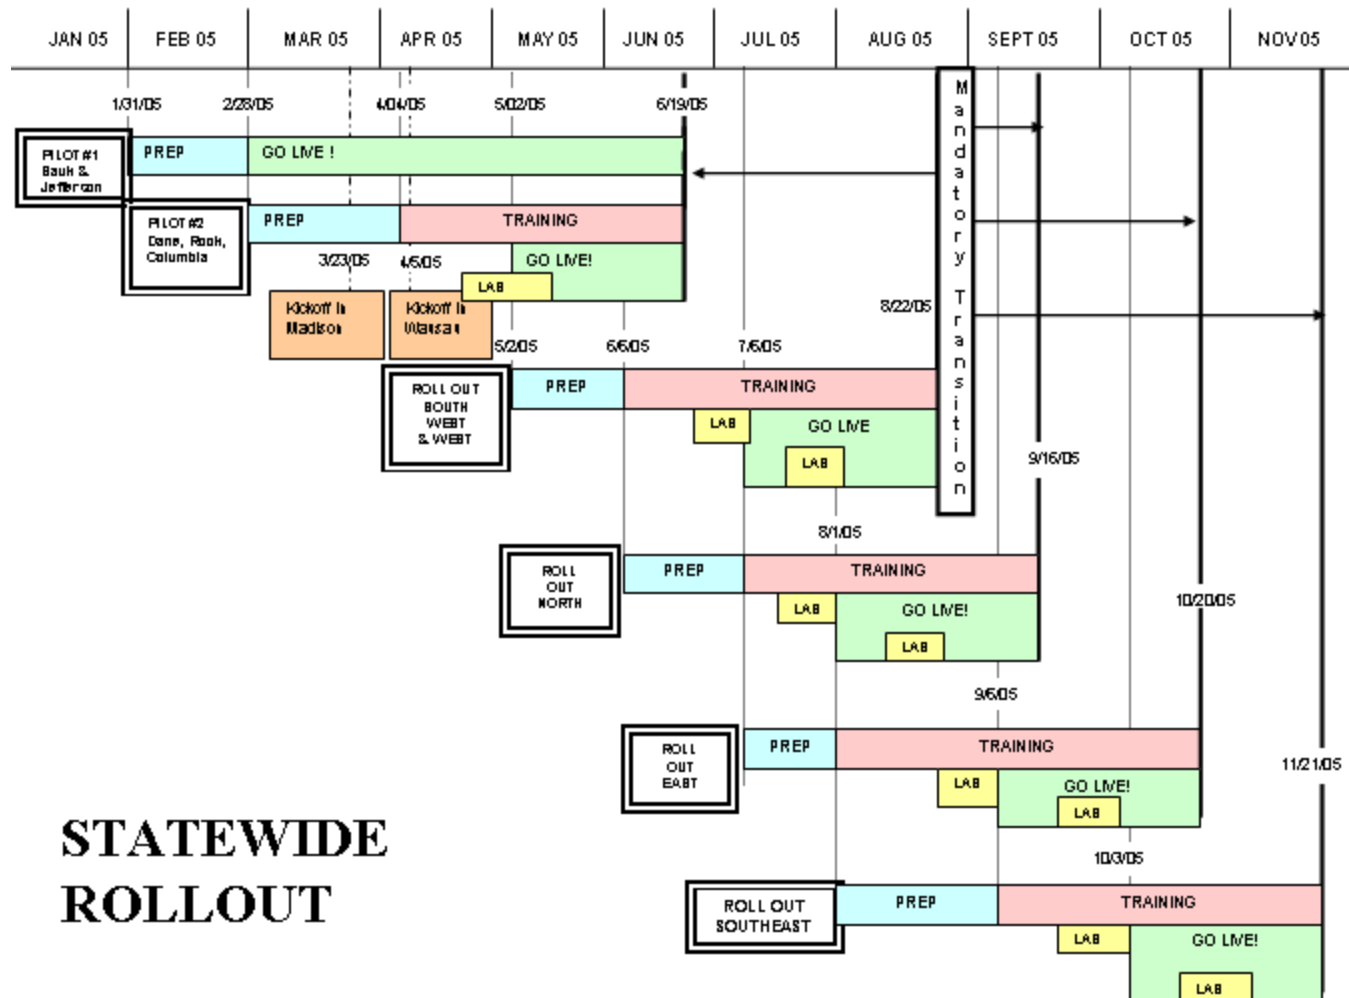 JAN 05 FEB 05 MAR 05 APR 05 MAY 05 JUN 05 JUL 05 AUG 05 SEPT 05 OCT 05 NOV 05
1/31/05 2/28/05 4/04/05 5/02/05 6/19/05
PILOT #1
Sauk &
Jefferson
PREP GO LIVE !
PILOT #2
Dane, Rock,
Columbia
PREP TRAINING
3/23/05 4/5/05 GO LIVE!
LAB
Kickoff in
Madison
Kickoff in
Wausau
Mandatory Transition
8/22/05
5/2/05 6/6/05 7/6/05
ROLL OUT
SOUTH
WEST
& WEST
PREP TRAINING
LAB GO LIVE
LAB
9/16/05
8/1/05
ROLL
OUT
NORTH
PREP TRAINING
LAB GO LIVE!
LAB
10/20/05
9/6/05
ROLL
OUT
EAST
PREP TRAINING
LAB GO LIVE!
LAB
11/21/05
10/3/05
STATEWIDE
ROLLOUT
ROLL OUT
SOUTHEAST
PREP TRAINING
LAB GO LIVE!
LAB